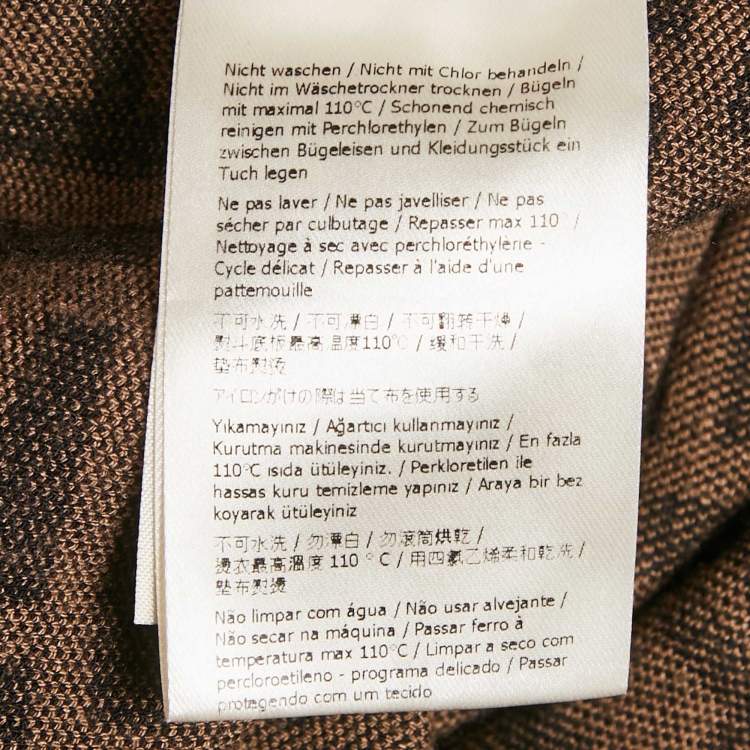 Nicht waschen / Nicht mit Chlor behandeln /
Nicht im Wäschetrockner trocknen / Bügeln
mit maximal 110°C / Schonend chemisch
reinigen mit Perchlorethylen / Zum Bügeln
zwischen Bügeleisen und Kleidungsstück ein
Tuch legen
Ne pas laver / Ne pas javelliser / Ne pas
sécher par culbutage / Repasser max 110° /
Nettoyage à sec avec perchloréthylène -
Cycle délicat / Repasser à l'aide d'une
pattemouille
不可水洗 / 不可漂白 / 不可翻转干燥 /
熨斗底板最高温度110°C / 缓和干洗 /
垫布熨烫
アイロンがけの際は当て布を使用する
Yıkamayınız / Ağartıcı kullanmayınız /
Kurutma makinesinde kurutmayınız / En fazla
110°C ısıda ütüleyiniz. / Perkloretilen ile
hassas kuru temizleme yapınız / Araya bir bez
koyarak ütüleyiniz
不可水洗 / 勿漂白 / 勿滾筒烘乾 /
燙衣最高溫度 110 °C / 用四氯乙烯柔和乾洗 /
墊布熨燙
Não limpar com água / Não usar alvejante /
Não secar na máquina / Passar ferro à
temperatura max 110°C / Limpar a seco com
percloroetileno - programa delicado / Passar
protegendo com um tecido